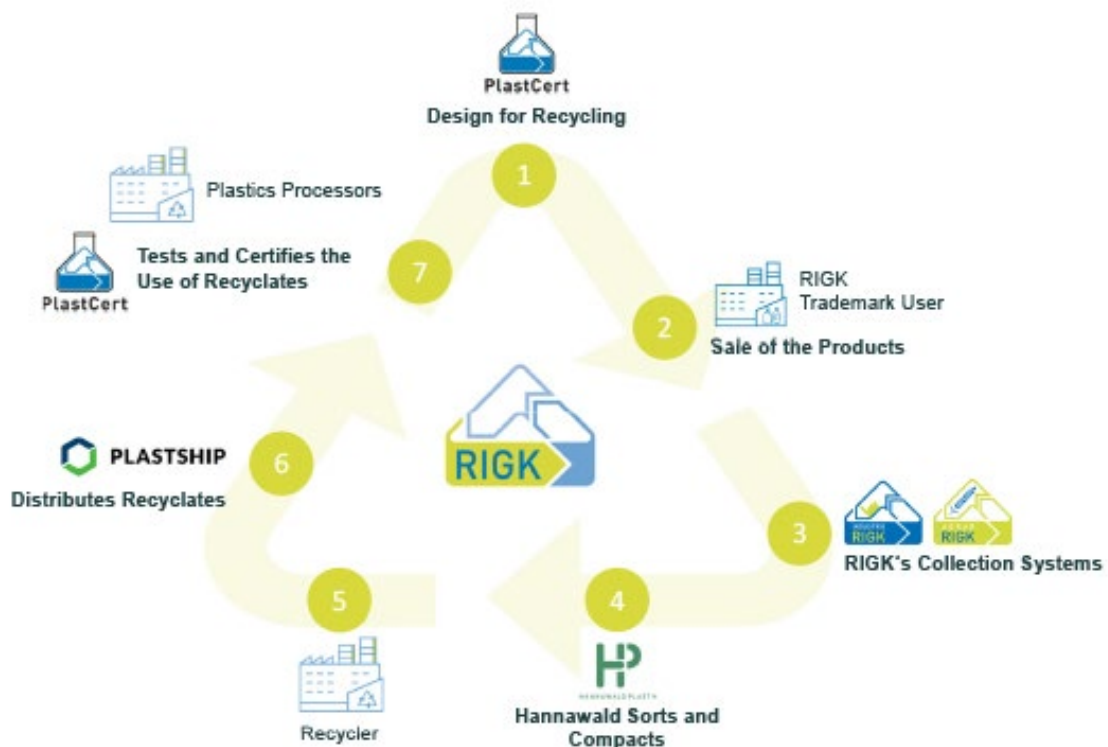 PlastCert
Design for Recycling
1
Plastics Processors
Tests and Certifies the
Use of Recyclates
PlastCert
7
2
RIGK
Trademark User
Sale of the Products
RIGK
PLASTSHIP
Distributes Recyclates
6
3
RIGK
RIGK
RIGK's Collection Systems
5
Recycler
4
HP
Hannawald Sorts and
Compacts